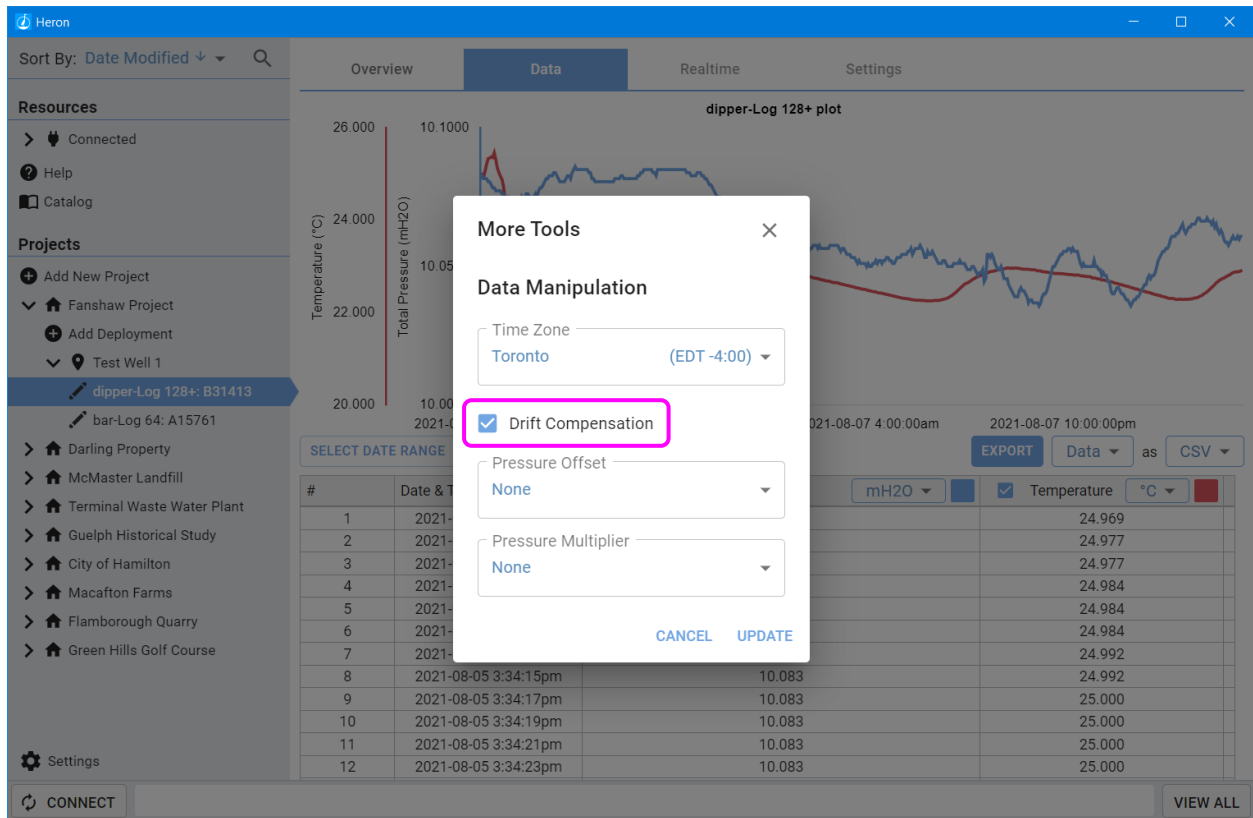 Heron
Sort By: Date Modified
Resources
Connected
Help
Catalog
Projects
Add New Project
Fanshaw Project
Add Deployment
Test Well 1
dipper-Log 128+: B31413
bar-Log 64: A15761
Darling Property
McMaster Landfill
Terminal Waste Water Plant
Guelph Historical Study
City of Hamilton
Macafton Farms
Flamborough Quarry
Green Hills Golf Course
Settings
CONNECT
VIEW ALL
Overview Data Realtime Settings
dipper-Log 128+ plot
Temperature (°C)
26.000
24.000
22.000
20.000
Total Pressure (mH2O)
10.1000
10.05
10.00
2021-0
021-08-07 4:00:00am 2021-08-07 10:00:00pm
More Tools
Data Manipulation
Time Zone
Toronto (EDT -4:00)
Drift Compensation
Pressure Offset
None
Pressure Multiplier
None
CANCEL UPDATE
SELECT DATE RANGE
EXPORT Data as CSV
# Date & T mH2O Temperature °C
1 2021- 24.969
2 2021- 24.977
3 2021- 24.977
4 2021- 24.984
5 2021- 24.984
6 2021- 24.984
7 2021- 24.992
8 2021-08-05 3:34:15pm 10.083 24.992
9 2021-08-05 3:34:17pm 10.083 25.000
10 2021-08-05 3:34:19pm 10.083 25.000
11 2021-08-05 3:34:21pm 10.083 25.000
12 2021-08-05 3:34:23pm 10.083 25.000